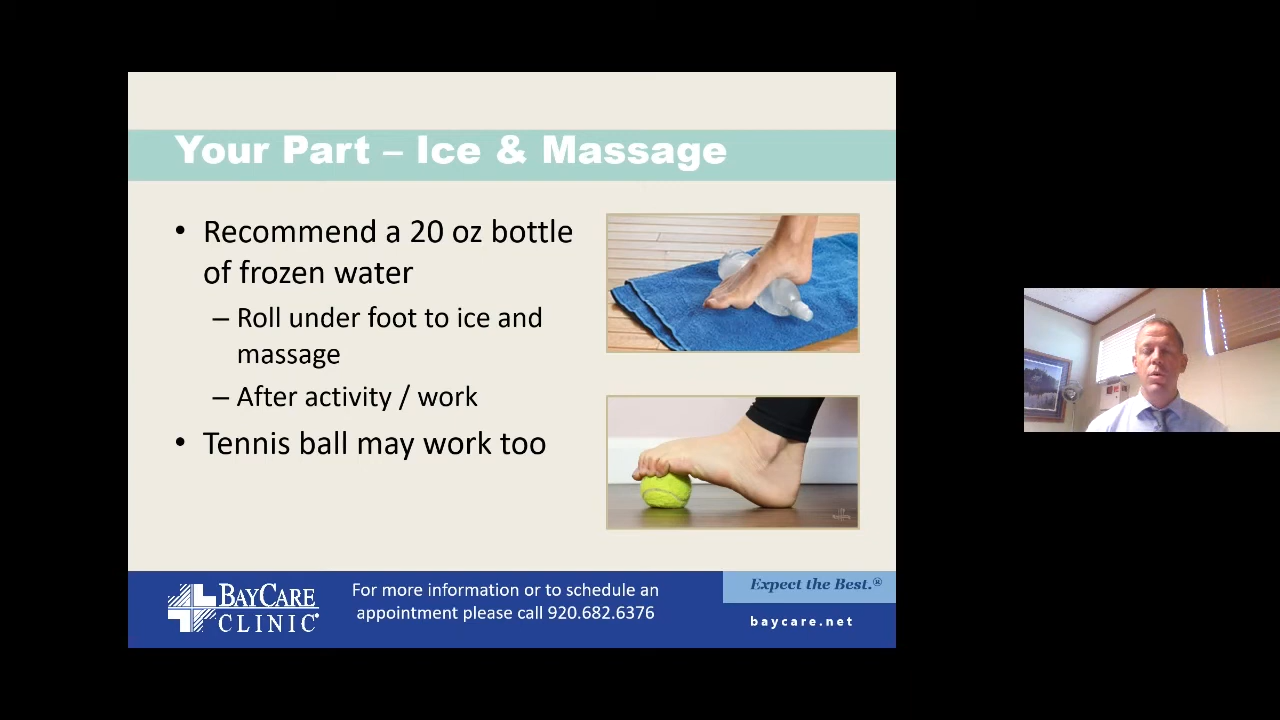 Your Part – Ice & Massage
• Recommend a 20 oz bottle
of frozen water
– Roll under foot to ice and
massage
– After activity / work
• Tennis ball may work too
BAYCARE
CLINIC®
For more information or to schedule an
appointment please call 920.682.6376
Expect the Best.®
baycare.net